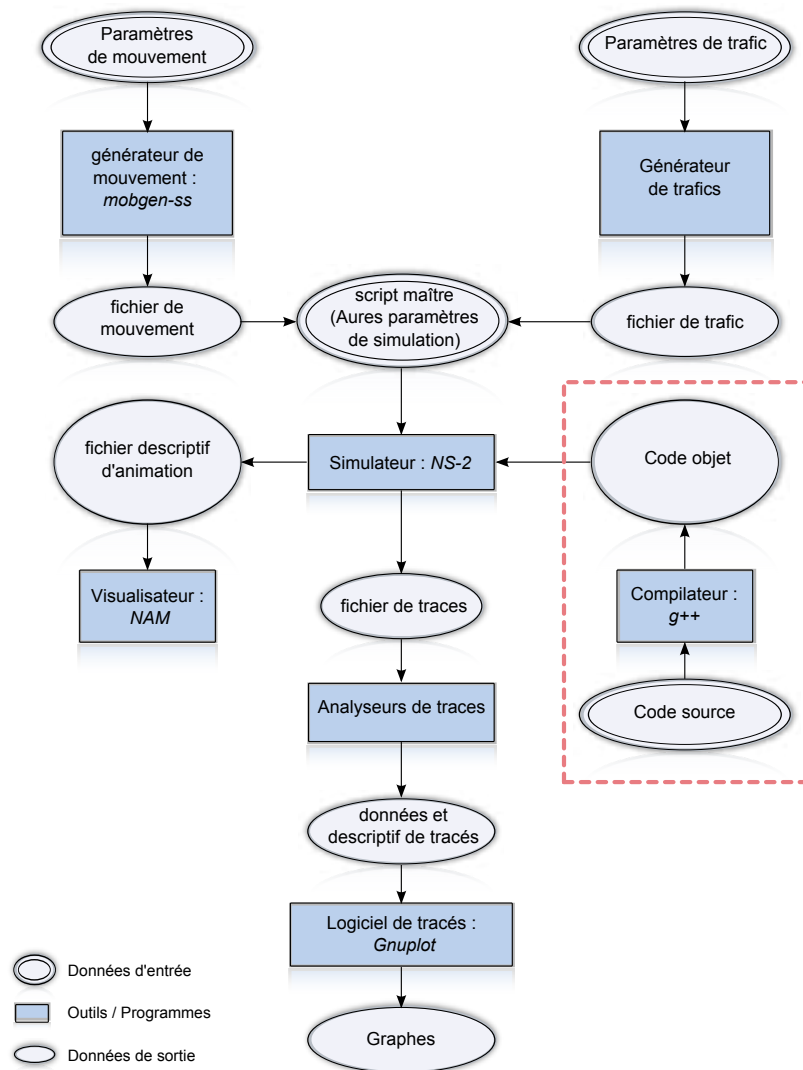 Paramètres
de mouvement
Paramètres de trafic
générateur de
mouvement :
mobgen-ss
Générateur
de trafics
fichier de
mouvement
script maître
(Aures paramètres
de simulation)
fichier de trafic
fichier descriptif
d'animation
Simulateur : NS-2
Code objet
Visualisateur :
NAM
fichier de traces
Compilateur :
g++
Analyseurs de traces
Code source
données et
descriptif de tracés
Logiciel de tracés :
Gnuplot
Données d'entrée
Outils / Programmes
Graphes
Données de sortie